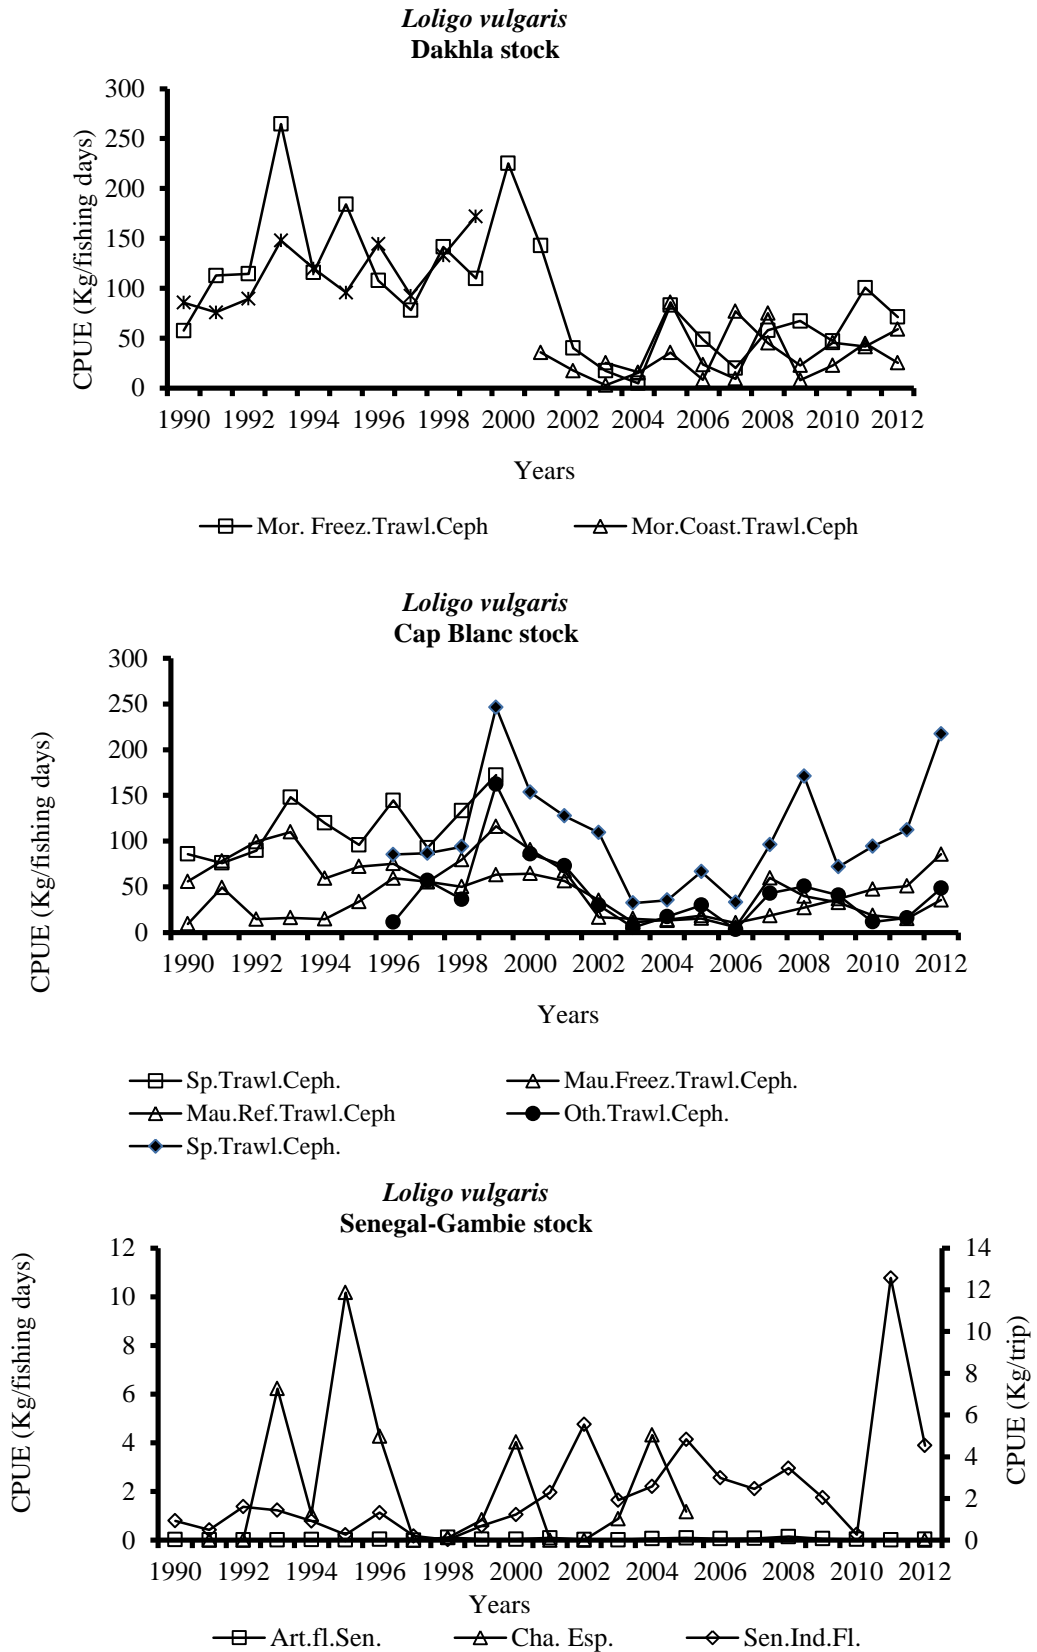 Loligo vulgaris
Dakhla stock
300
250
200
150
100
50
0
CPUE (Kg/fishing days)
1990 1992 1994 1996 1998 2000 2002 2004 2006 2008 2010 2012
Years
Mor. Freez.Trawl.Ceph Mor.Coast.Trawl.Ceph
Loligo vulgaris
Cap Blanc stock
300
250
200
150
100
50
0
CPUE (Kg/fishing days)
1990 1992 1994 1996 1998 2000 2002 2004 2006 2008 2010 2012
Years
Sp.Trawl.Ceph. Mau.Freez.Trawl.Ceph.
Mau.Ref.Trawl.Ceph Oth.Trawl.Ceph.
Sp.Trawl.Ceph.
Loligo vulgaris
Senegal-Gambie stock
12
10
8
6
4
2
0
CPUE (Kg/fishing days)
14
12
10
8
6
4
2
0
CPUE (Kg/trip)
1990 1992 1994 1996 1998 2000 2002 2004 2006 2008 2010 2012
Years
Art.fl.Sen. Cha. Esp. Sen.Ind.Fl.